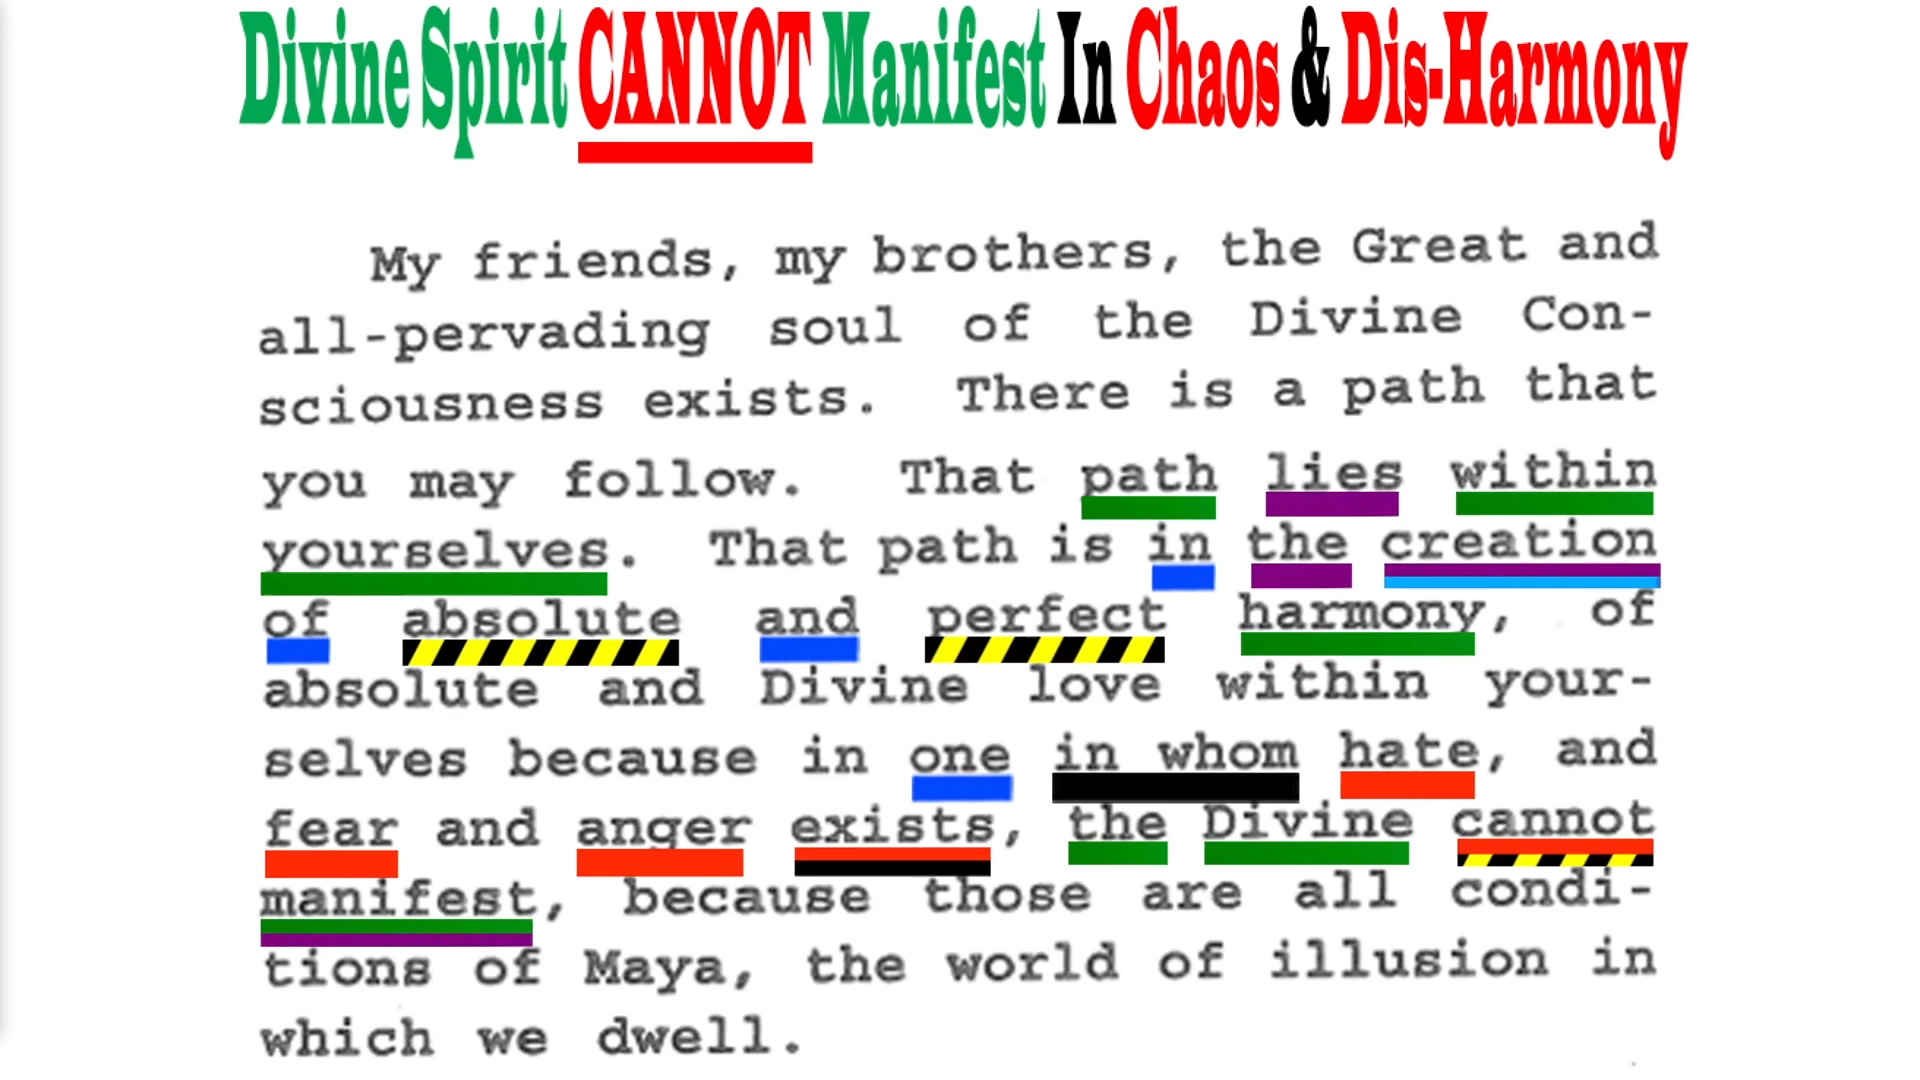 Divine Spirit CANNOT Manifest In Chaos & Dis-Harmony
My friends, my brothers, the Great and
all-pervading soul of the Divine Con-
sciousness exists. There is a path that
you may follow. That path lies within
yourselves. That path is in the creation
of absolute and perfect harmony, of
absolute and Divine love within your-
selves because in one in whom hate, and
fear and anger exists, the Divine cannot
manifest, because those are all condi-
tions of Maya, the world of illusion in
which we dwell.